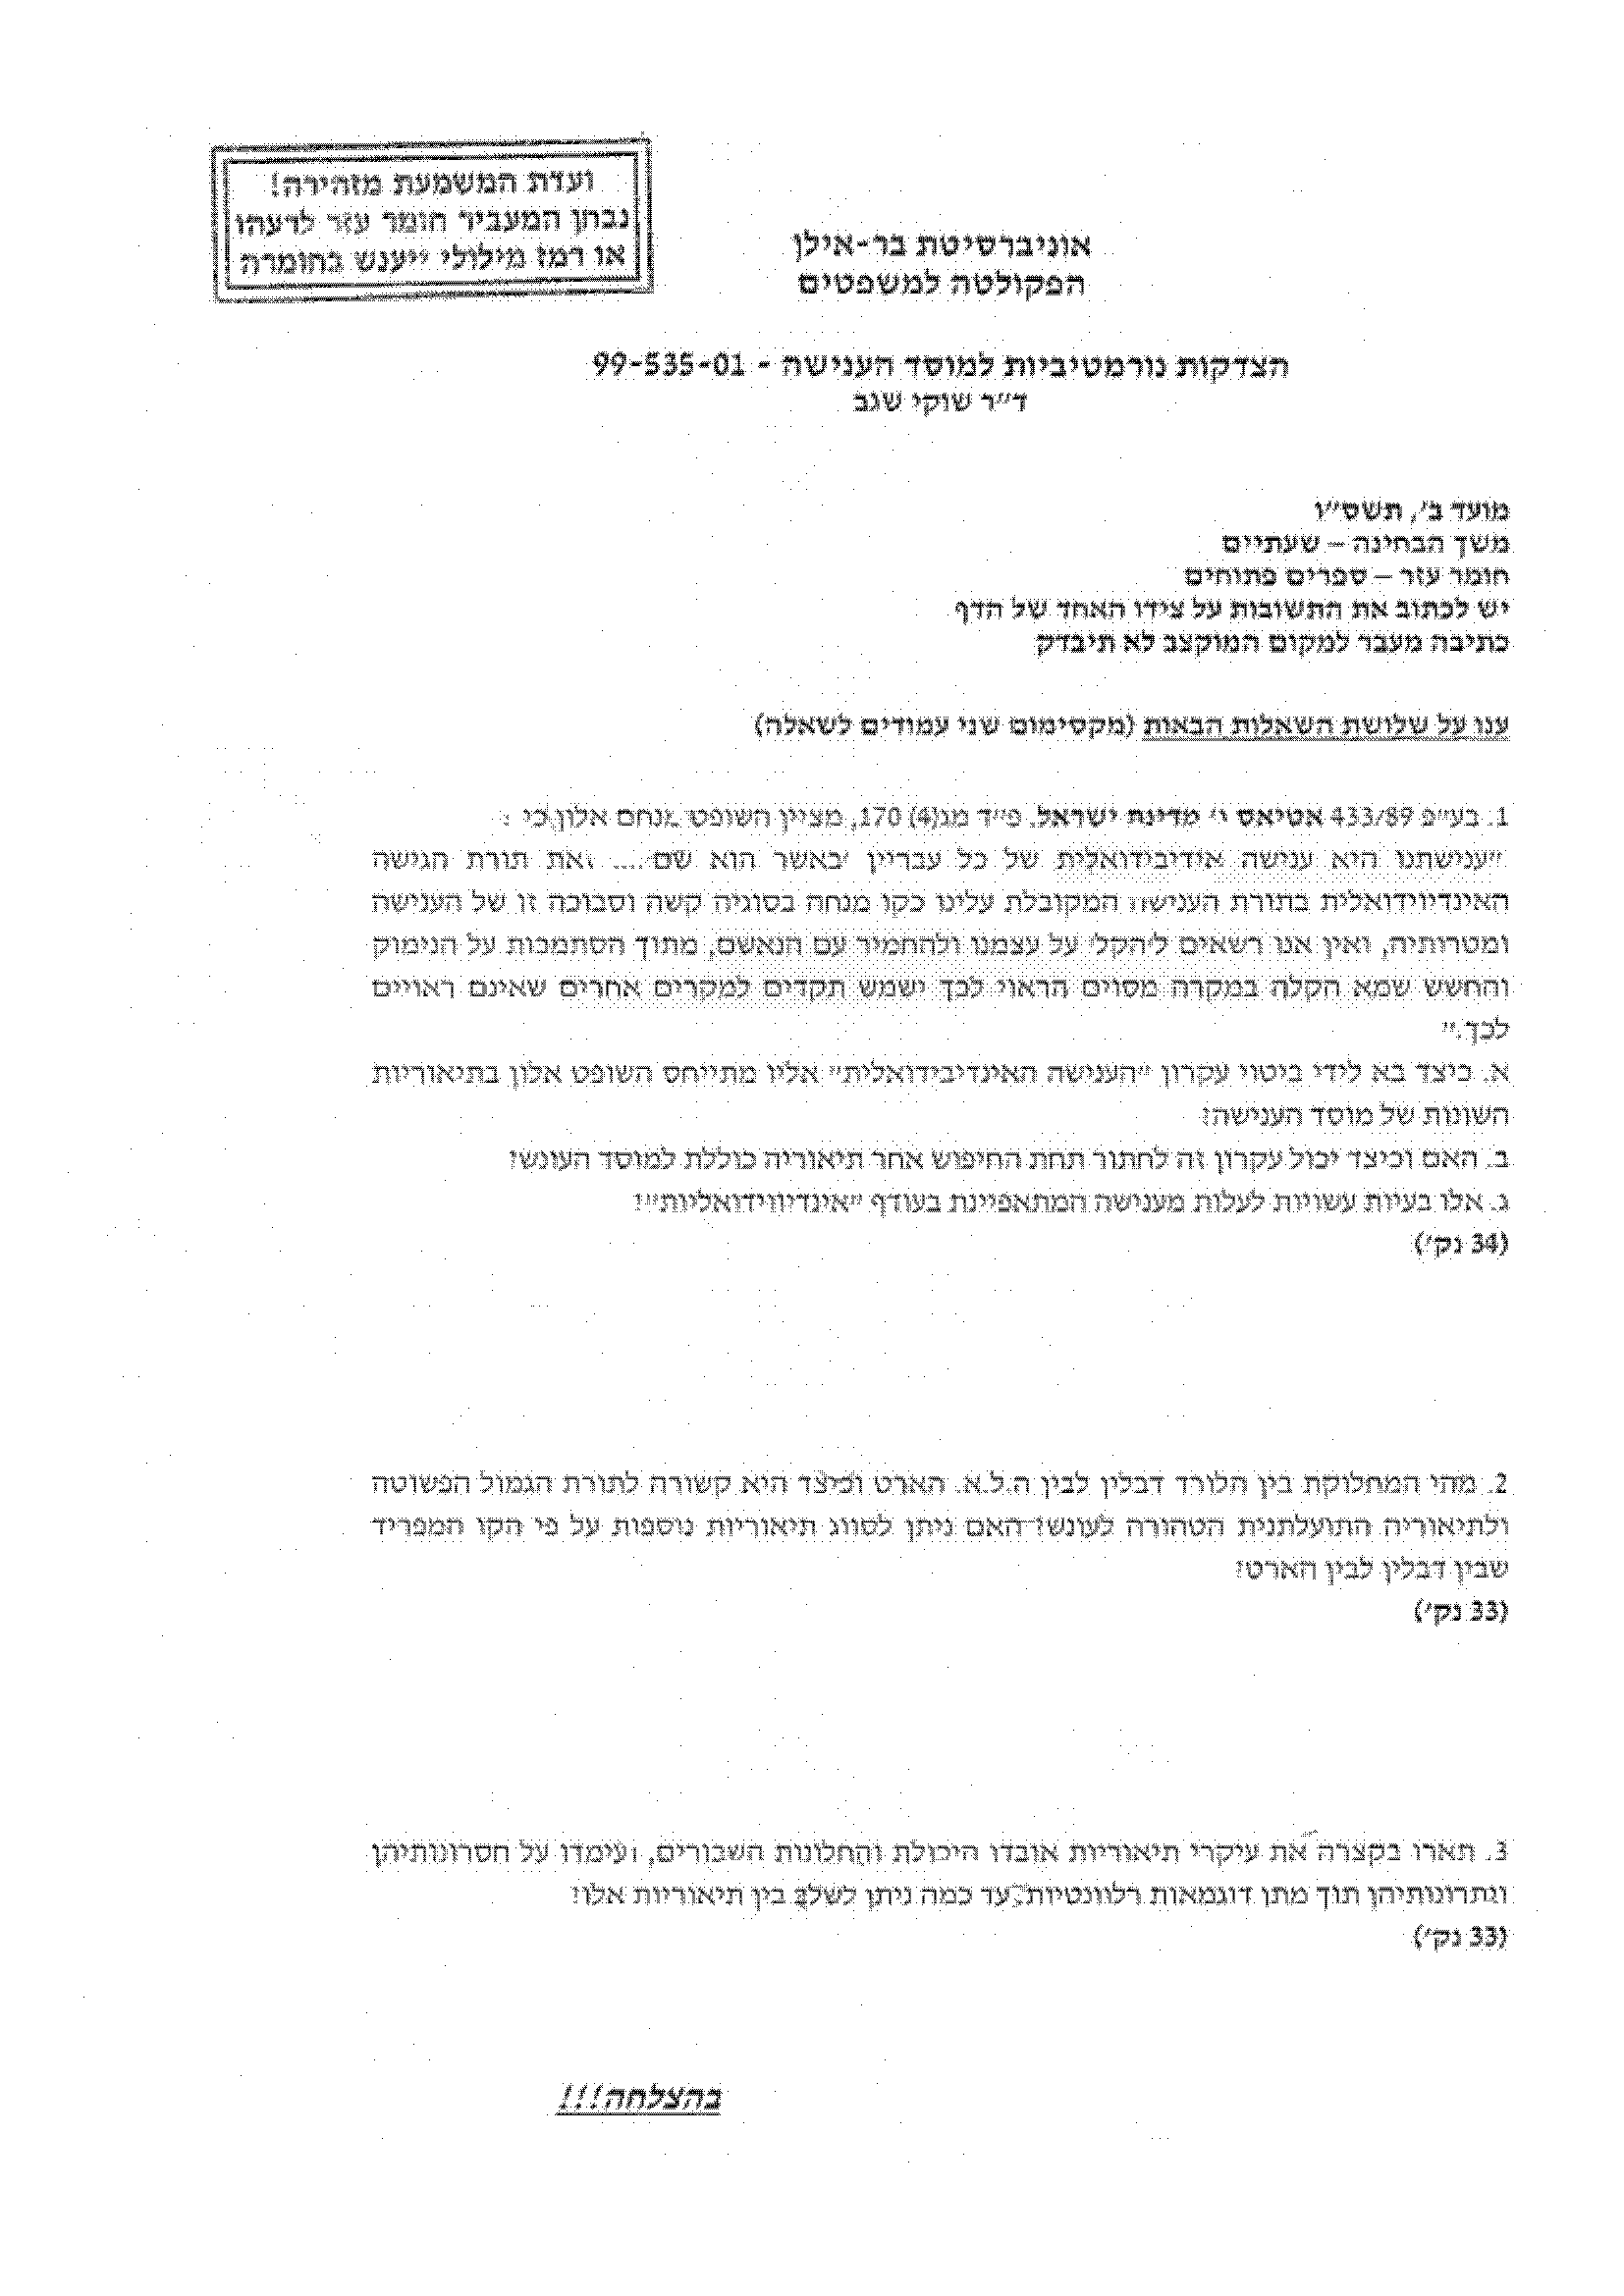 ועדת המשמעת מזהירה!
נבחן המעביר חומר עזר לרעהו
או רמז מילולי ייענש בחומרה
אוניברסיטת בר-אילן
הפקולטה למשפטים
הצדקות נורמטיביות למוסד הענישה - 99-535-01
ד״ר שוקי שגב
מועד ב׳, תשס״ו
משך הבחינה – שעתיים
חומר עזר – ספרים פתוחים
יש לכתוב את התשובות על צידו האחד של הדף
כתיבה מעבר למקום המוקצב לא תיבדק
ענו על שלושת השאלות הבאות (מקסימום שני עמודים לשאלה)
1. בע״פ 433/89 אטיאס נ׳ מדינת ישראל, פ״ד מג(4) 170, מציין השופט מנחם אלון כי:
״ענישתנו היא ענישה אידיבידואלית של כל עבריין ׳באשר הוא שם׳.... את תורת הגישה
האינדיוידואלית בתורת הענישה המקובלת עלינו כקו מנחה בסוגיה קשה וסבוכה זו של הענישה
ומטרותיה, ואין אנו רשאים ל׳הקל׳ על עצמנו ולהחמיר עם הנאשם, מתוך הסתמכות על הנימוק
והחשש שמא הקלה במקרה מסוים הראוי לכך ישמש תקדים למקרים אחרים שאינם ראויים
לכך.״
א. כיצד בא לידי ביטוי עקרון ״הענישה האינדיבידואלית״ אליו מתייחס השופט אלון בתיאוריות
השונות של מוסד הענישה?
ב. האם וכיצד יכול עקרון זה לחתור תחת החיפוש אחר תיאוריה כוללת למוסד העונש?
ג. אלו בעיות עשויות לעלות מענישה המתאפיינת בעודף ״אינדיווידואליות״?
(34 נק׳)
2. מהי המחלוקת בין הלורד דבלין לבין ה.ל.א. הארט וכיצד היא קשורה לתורת הגמול הפשוטה
ולתיאוריה התועלתנית הטהורה לעונש? האם ניתן לסווג תיאוריות נוספות על פי הקו המפריד
שבין דבלין לבין הארט?
(33 נק׳)
3. תארו בקצרה את עיקרי תיאוריות אובדן היכולת והחלונות השבורים, ועימדו על חסרונותיהן
ויתרונותיהן תוך מתן דוגמאות רלוונטיות. עד כמה ניתן לשלב בין תיאוריות אלו?
(33 נק׳)
בהצלחה!!!